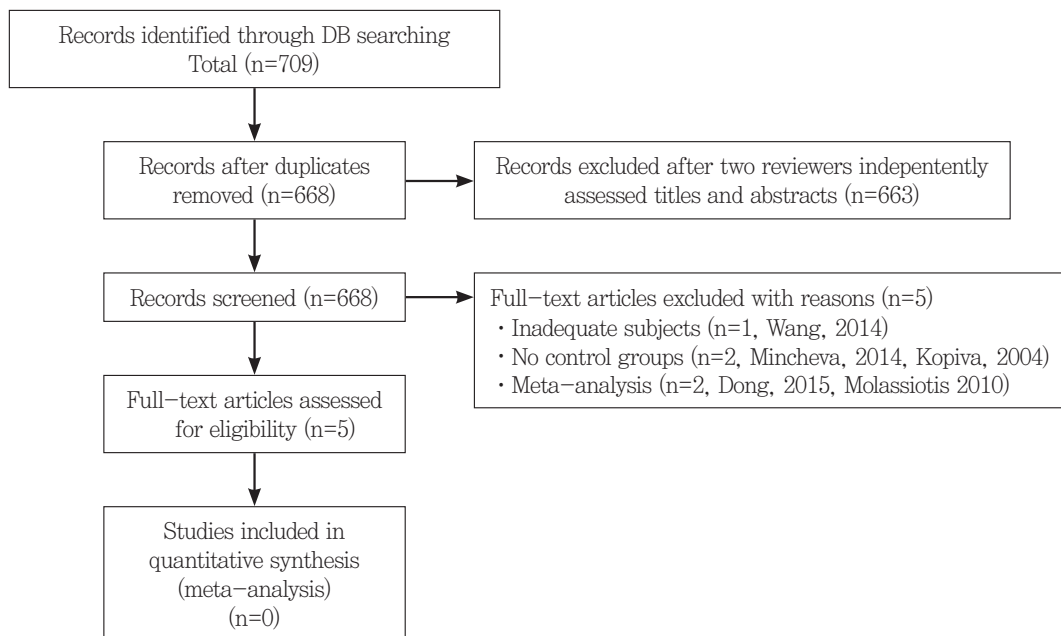 Records identified through DB searching
Total (n=709)
Records after duplicates
removed (n=668)
Records excluded after two reviewers indepentently
assessed titles and abstracts (n=663)
Records screened (n=668)
Full-text articles excluded with reasons (n=5)
· Inadequate subjects (n=1, Wang, 2014)
· No control groups (n=2, Mincheva, 2014, Kopiva, 2004)
· Meta-analysis (n=2, Dong, 2015, Molassiotis 2010)
Full-text articles assessed
for eligibility (n=5)
Studies included in
quantitative synthesis
(meta-analysis)
(n=0)